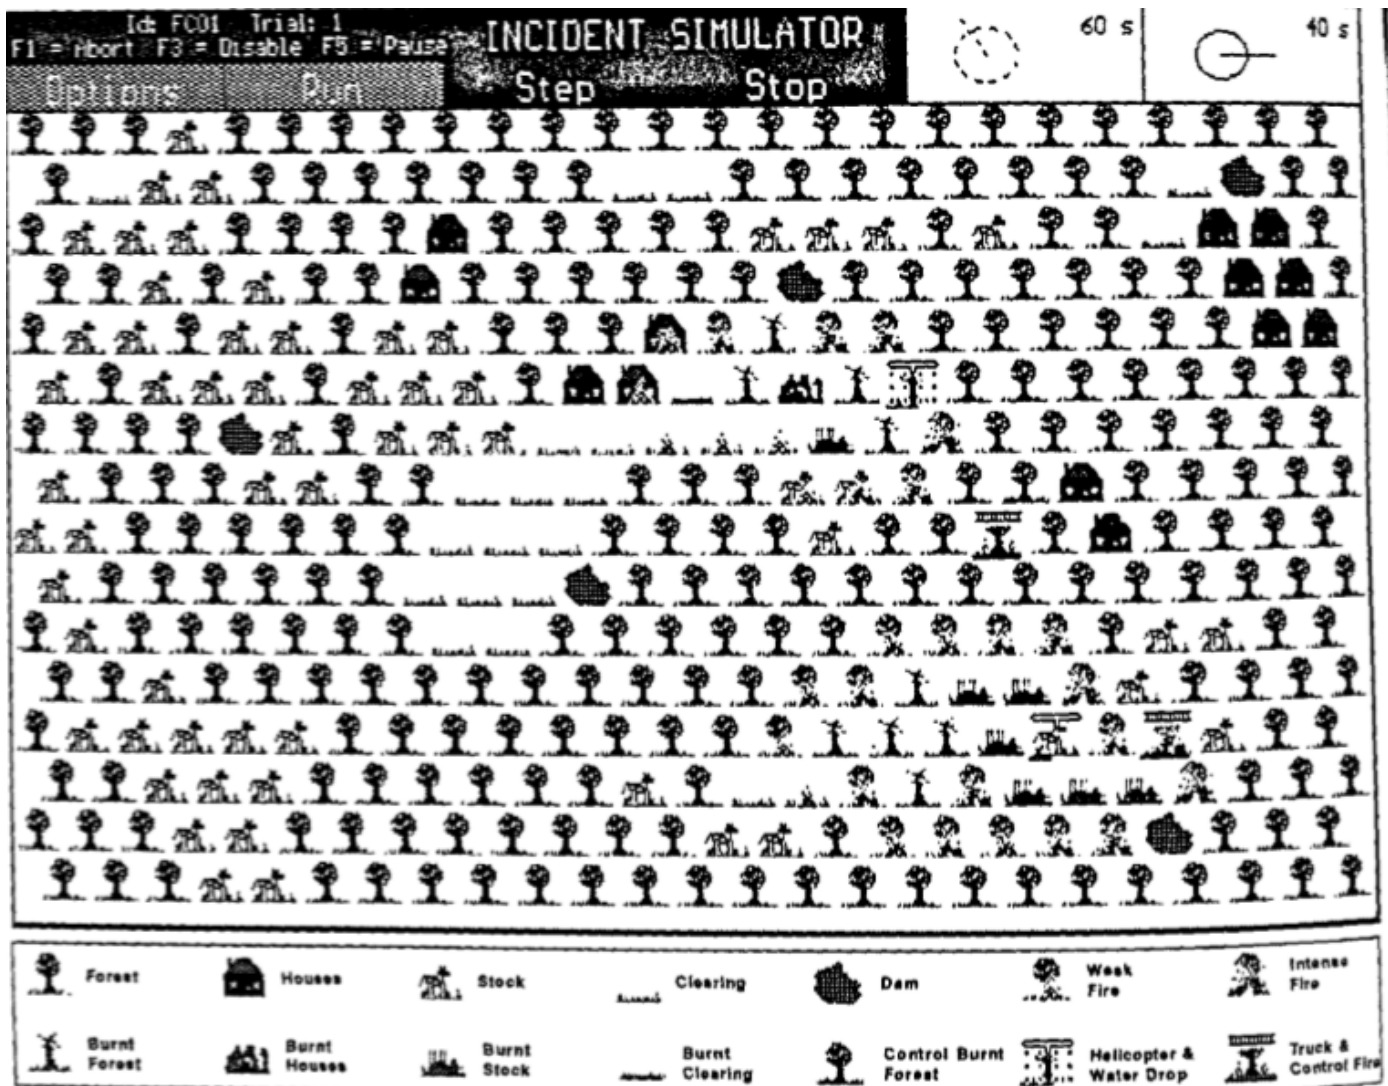 Id: FC01 Trial: 1
F1 = Abort F3 = Disable F5 = Pause
INCIDENT SIMULATOR
60 s
40 s
Options
Run
Step
Stop
Forest
Houses
Stock
Clearing
Dam
Weak
Fire
Intense
Fire
Burnt
Forest
Burnt
Houses
Burnt
Stock
Burnt
Clearing
Control Burnt
Forest
Helicopter &
Water Drop
Truck &
Control Fire